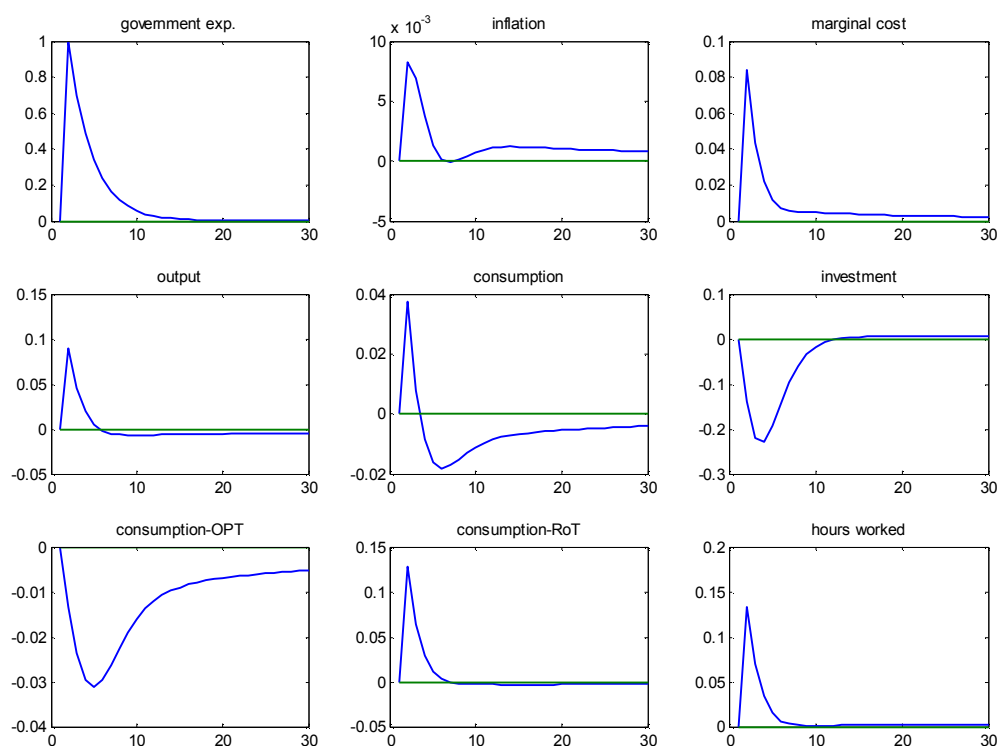 government exp.
1
0.8
0.6
0.4
0.2
0
0 10 20 30
inflation
x 10^-3
10
5
0
-5
0 10 20 30
marginal cost
0.1
0.08
0.06
0.04
0.02
0
0 10 20 30
output
0.15
0.1
0.05
0
-0.05
0 10 20 30
consumption
0.04
0.02
0
-0.02
0 10 20 30
investment
0.1
0
-0.1
-0.2
-0.3
0 10 20 30
consumption-OPT
0
-0.01
-0.02
-0.03
-0.04
0 10 20 30
consumption-RoT
0.15
0.1
0.05
0
-0.05
0 10 20 30
hours worked
0.2
0.15
0.1
0.05
0
0 10 20 30